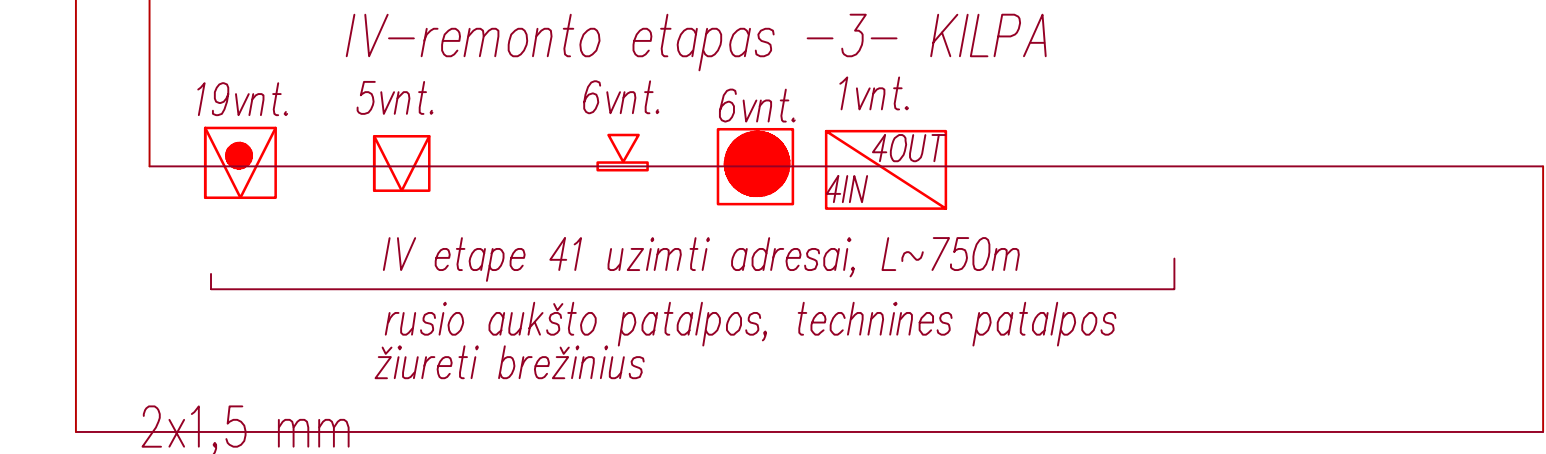 IV-remonto etapas -3- KILPA
19vnt. 5vnt. 6vnt. 6vnt. 1vnt.
4OUT
4IN
IV etape 41 uzimti adresai, L~750m
rusio aukšto patalpos, technines patalpos
žiureti brežinius
2x1,5 mm